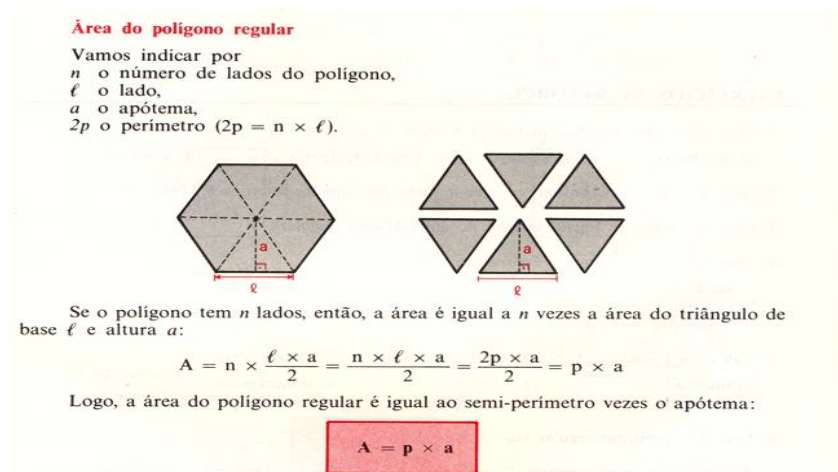 Área do polígono regular
Vamos indicar por
n o número de lados do polígono,
ℓ o lado,
a o apótema,
2p o perímetro (2p = n × ℓ).
a
ℓ
a
ℓ
Se o polígono tem n lados, então, a área é igual a n vezes a área do triângulo de
base ℓ e altura a:
A = n × ℓ × a / 2 = n × ℓ × a / 2 = 2p × a / 2 = p × a
Logo, a área do polígono regular é igual ao semi-perímetro vezes o apótema:
A = p × a